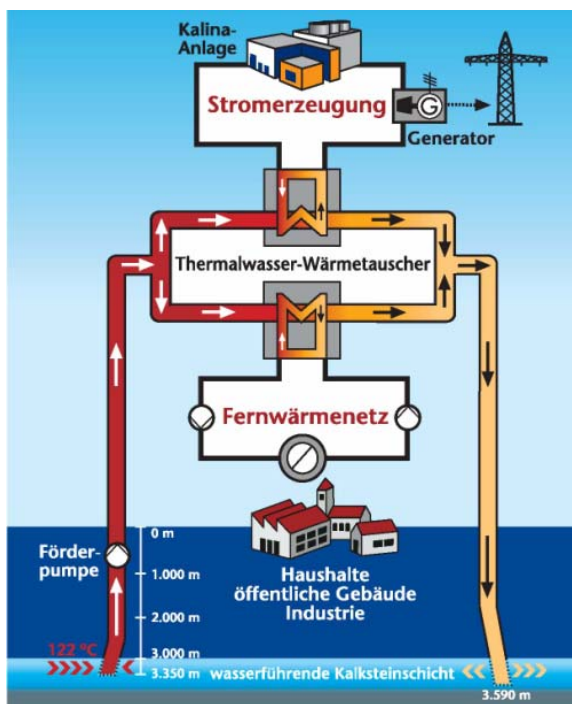 Kalina-
Anlage
Stromerzeugung
G
Generator
Thermalwasser-Wärmetauscher
Fernwärmenetz
0 m
Förder-
pumpe
1.000 m
2.000 m
3.000 m
3.350 m
122 °C
Haushalte
öffentliche Gebäude
Industrie
wasserführende Kalksteinschicht
3.590 m